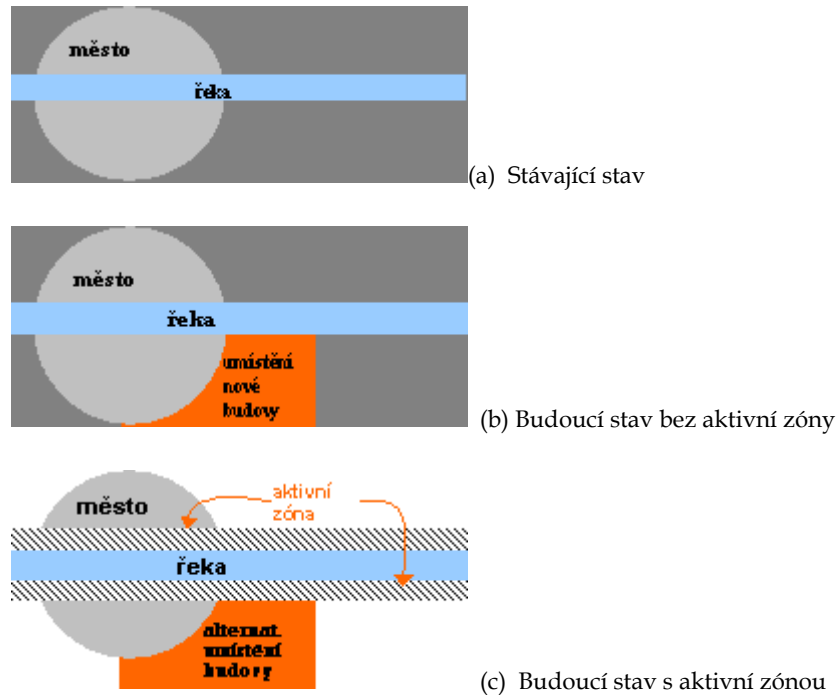 město
řeka
(a) Stávající stav
město
řeka
umístění
nové
budovy
(b) Budoucí stav bez aktivní zóny
aktivní
zóna
město
řeka
alternat.
umístění
budovy
(c) Budoucí stav s aktivní zónou